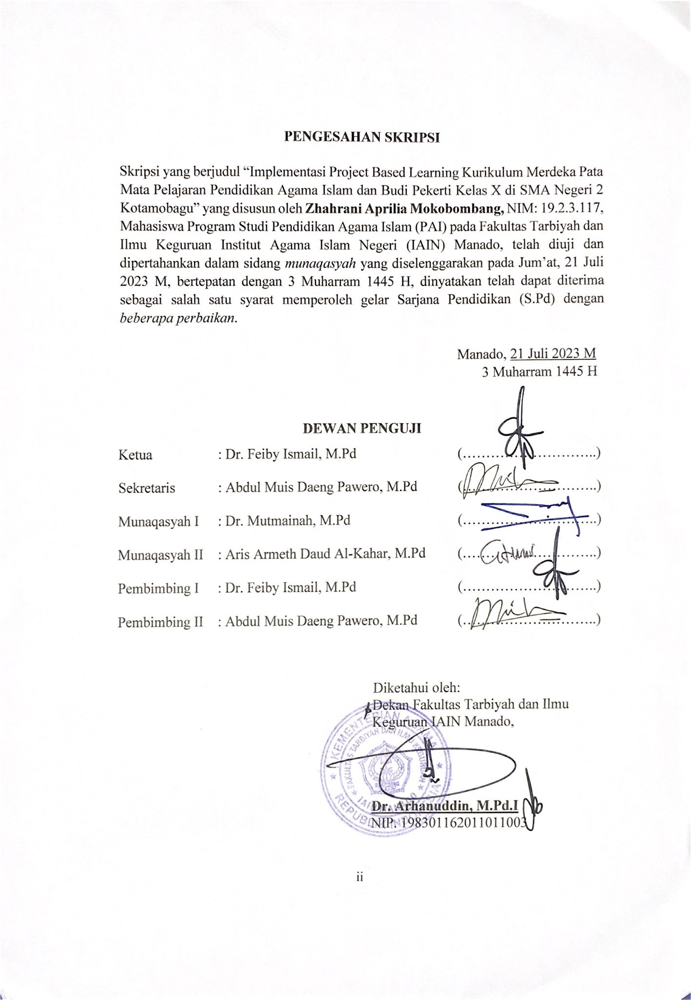 PENGESAHAN SKRIPSI
Skripsi yang berjudul “Implementasi Project Based Learning Kurikulum Merdeka Pata
Mata Pelajaran Pendidikan Agama Islam dan Budi Pekerti Kelas X di SMA Negeri 2
Kotamobagu” yang disusun oleh Zhahrani Aprilia Mokobombang, NIM: 19.2.3.117,
Mahasiswa Program Studi Pendidikan Agama Islam (PAI) pada Fakultas Tarbiyah dan
Ilmu Keguruan Institut Agama Islam Negeri (IAIN) Manado, telah diuji dan
dipertahankan dalam sidang munaqasyah yang diselenggarakan pada Jum’at, 21 Juli
2023 M, bertepatan dengan 3 Muharram 1445 H, dinyatakan telah dapat diterima
sebagai salah satu syarat memperoleh gelar Sarjana Pendidikan (S.Pd) dengan
beberapa perbaikan.
Manado, 21 Juli 2023 M
3 Muharram 1445 H
DEWAN PENGUJI
Ketua : Dr. Feiby Ismail, M.Pd (..............................)
Sekretaris : Abdul Muis Daeng Pawero, M.Pd (..............................)
Munaqasyah I : Dr. Mutmainah, M.Pd (..............................)
Munaqasyah II : Aris Armeth Daud Al-Kahar, M.Pd (..............................)
Pembimbing I : Dr. Feiby Ismail, M.Pd (..............................)
Pembimbing II : Abdul Muis Daeng Pawero, M.Pd (..............................)
Diketahui oleh:
Dekan Fakultas Tarbiyah dan Ilmu
Keguruan IAIN Manado,
KEMENTERIAN AGAMA
FAKULTAS TARBIYAH DAN ILMU KEGURUAN
IAIN MANADO
REPUBLIK INDONESIA
Dr. Arhanuddin, M.Pd.I
NIP. 198301162011011003
ii